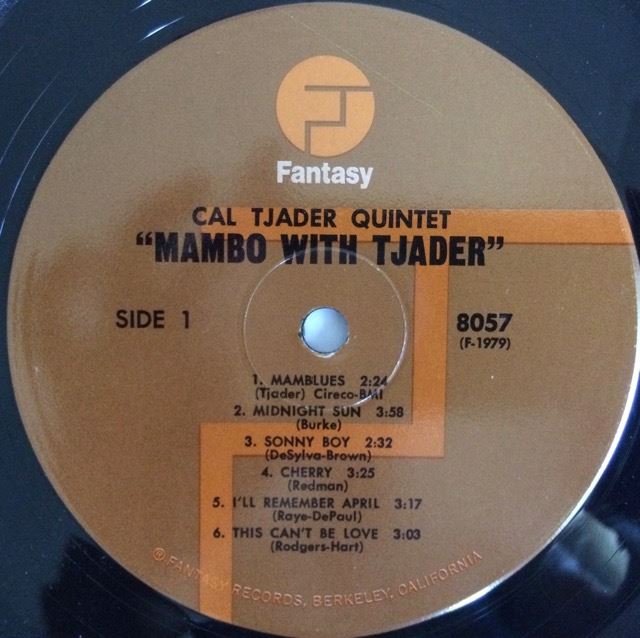 Fantasy
CAL TJADER QUINTET
"MAMBO WITH TJADER"
SIDE 1
8057
(F-1979)
1. MAMBLUES 2:24
(Tjader) Cireco-BMI
2. MIDNIGHT SUN 3:58
(Burke)
3. SONNY BOY 2:32
(DeSylva-Brown)
4. CHERRY 3:25
(Redman)
5. I'LL REMEMBER APRIL 3:17
(Raye-DePaul)
6. THIS CAN'T BE LOVE 3:03
(Rodgers-Hart)
℗ FANTASY RECORDS, BERKELEY, CALIFORNIA